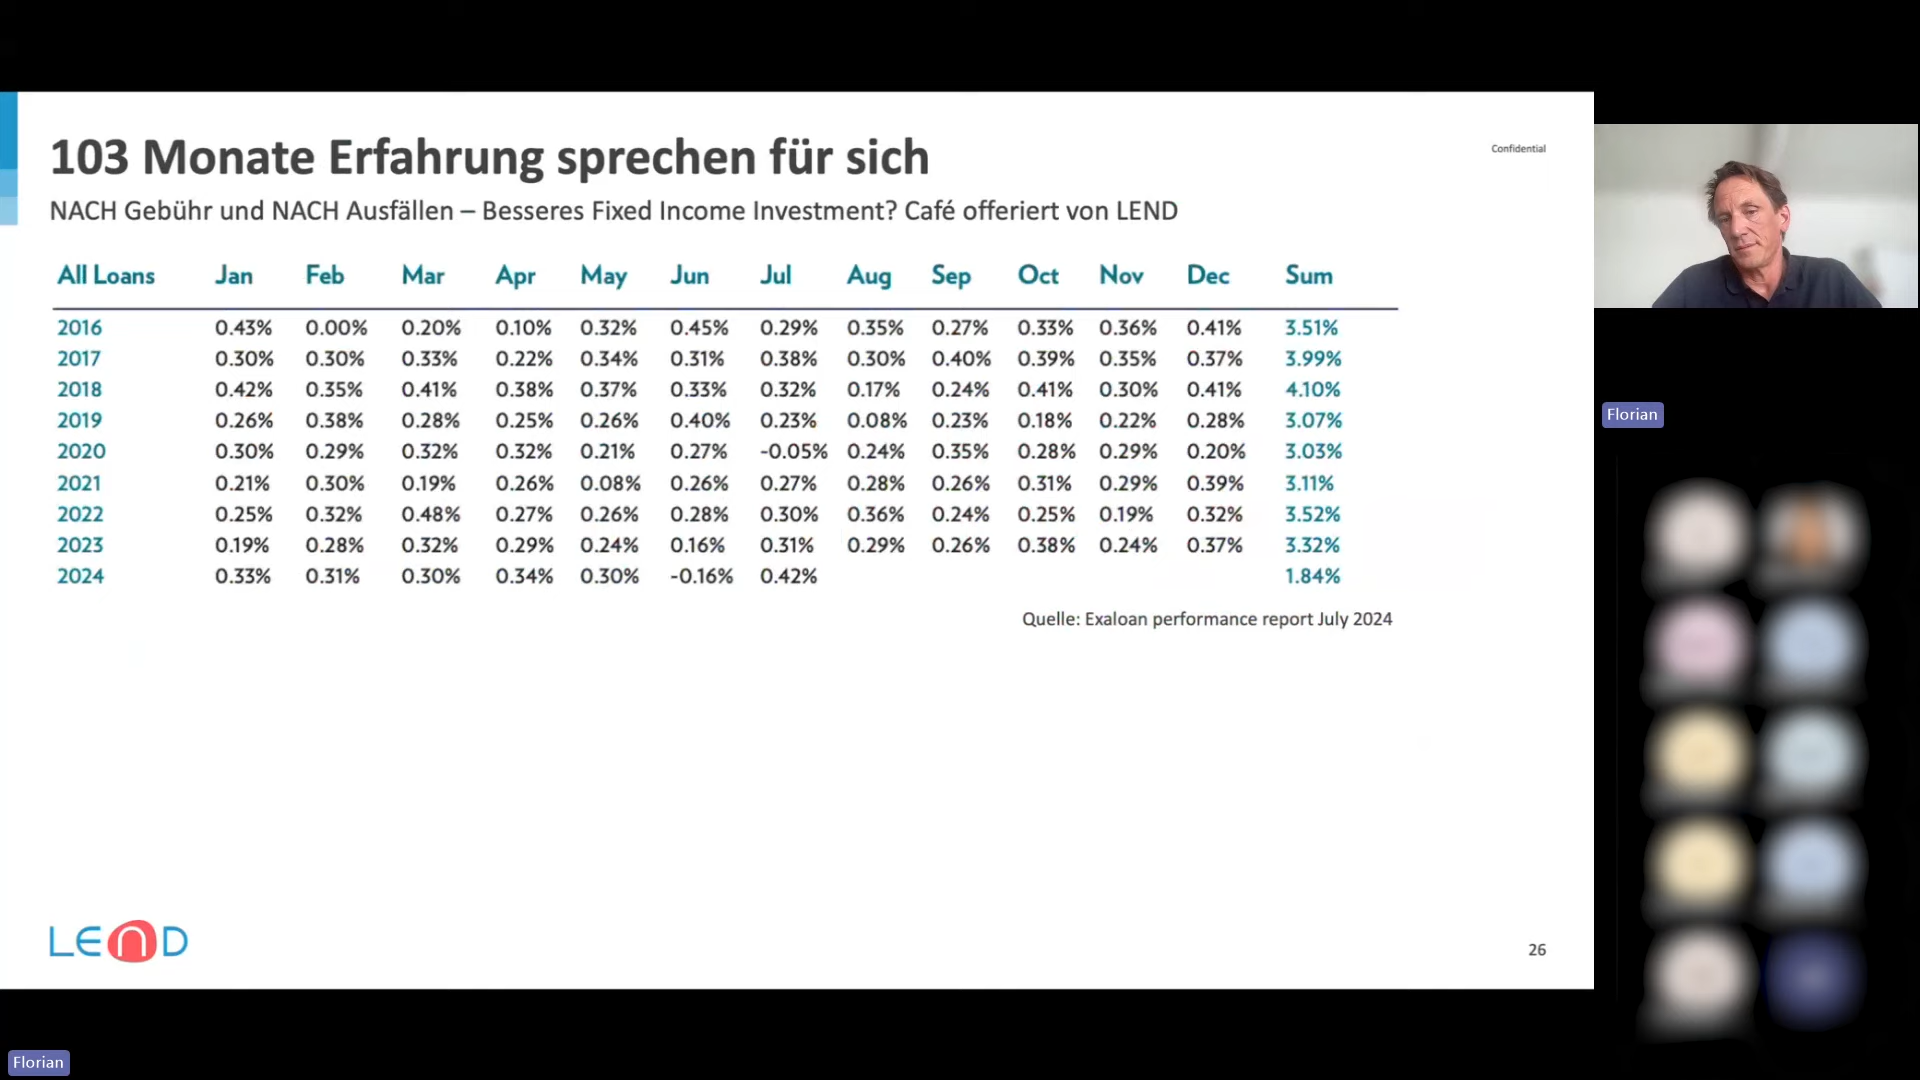 103 Monate Erfahrung sprechen für sich
Confidential
NACH Gebühr und NACH Ausfällen – Besseres Fixed Income Investment? Café offeriert von LEND
All Loans Jan Feb Mar Apr May Jun Jul Aug Sep Oct Nov Dec Sum
2016 0.43% 0.00% 0.20% 0.10% 0.32% 0.45% 0.29% 0.35% 0.27% 0.33% 0.36% 0.41% 3.51%
2017 0.30% 0.30% 0.33% 0.22% 0.34% 0.31% 0.38% 0.30% 0.40% 0.39% 0.35% 0.37% 3.99%
2018 0.42% 0.35% 0.41% 0.38% 0.37% 0.33% 0.32% 0.17% 0.24% 0.41% 0.30% 0.41% 4.10%
2019 0.26% 0.38% 0.28% 0.25% 0.26% 0.40% 0.23% 0.08% 0.23% 0.18% 0.22% 0.28% 3.07%
2020 0.30% 0.29% 0.32% 0.32% 0.21% 0.27% -0.05% 0.24% 0.35% 0.28% 0.29% 0.20% 3.03%
2021 0.21% 0.30% 0.19% 0.26% 0.08% 0.26% 0.27% 0.28% 0.26% 0.31% 0.29% 0.39% 3.11%
2022 0.25% 0.32% 0.48% 0.27% 0.26% 0.28% 0.30% 0.36% 0.24% 0.25% 0.19% 0.32% 3.52%
2023 0.19% 0.28% 0.32% 0.29% 0.24% 0.16% 0.31% 0.29% 0.26% 0.38% 0.24% 0.37% 3.32%
2024 0.33% 0.31% 0.30% 0.34% 0.30% -0.16% 0.42% 1.84%
Quelle: Exaloan performance report July 2024
LEND
26
Florian
Florian